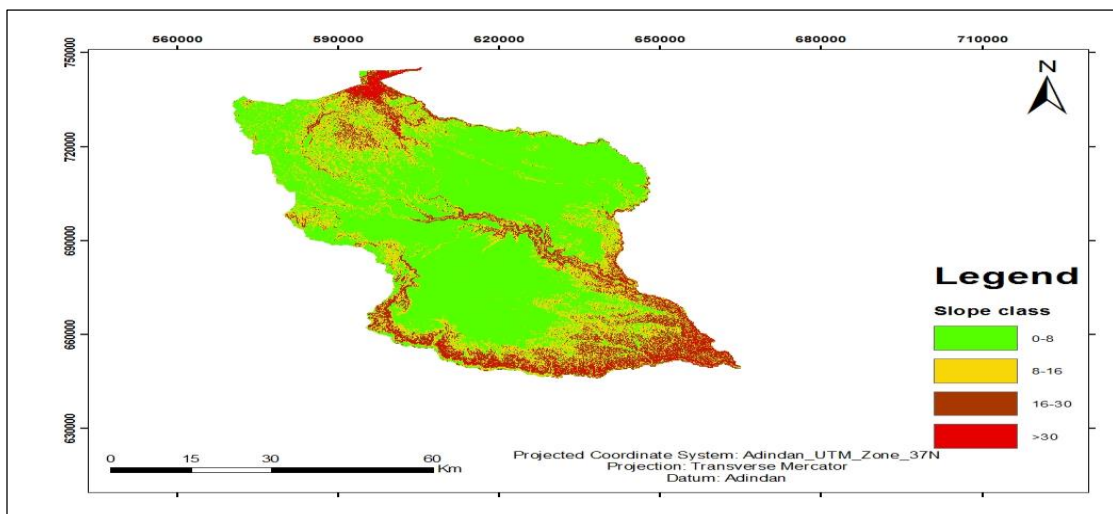 560000 590000 620000 650000 680000 710000
750000
720000
690000
660000
630000
N
Legend
Slope class
0-8
8-16
16-30
>30
0 15 30 60
Km
Projected Coordinate System: Adindan_UTM_Zone_37N
Projection: Transverse Mercator
Datum: Adindan